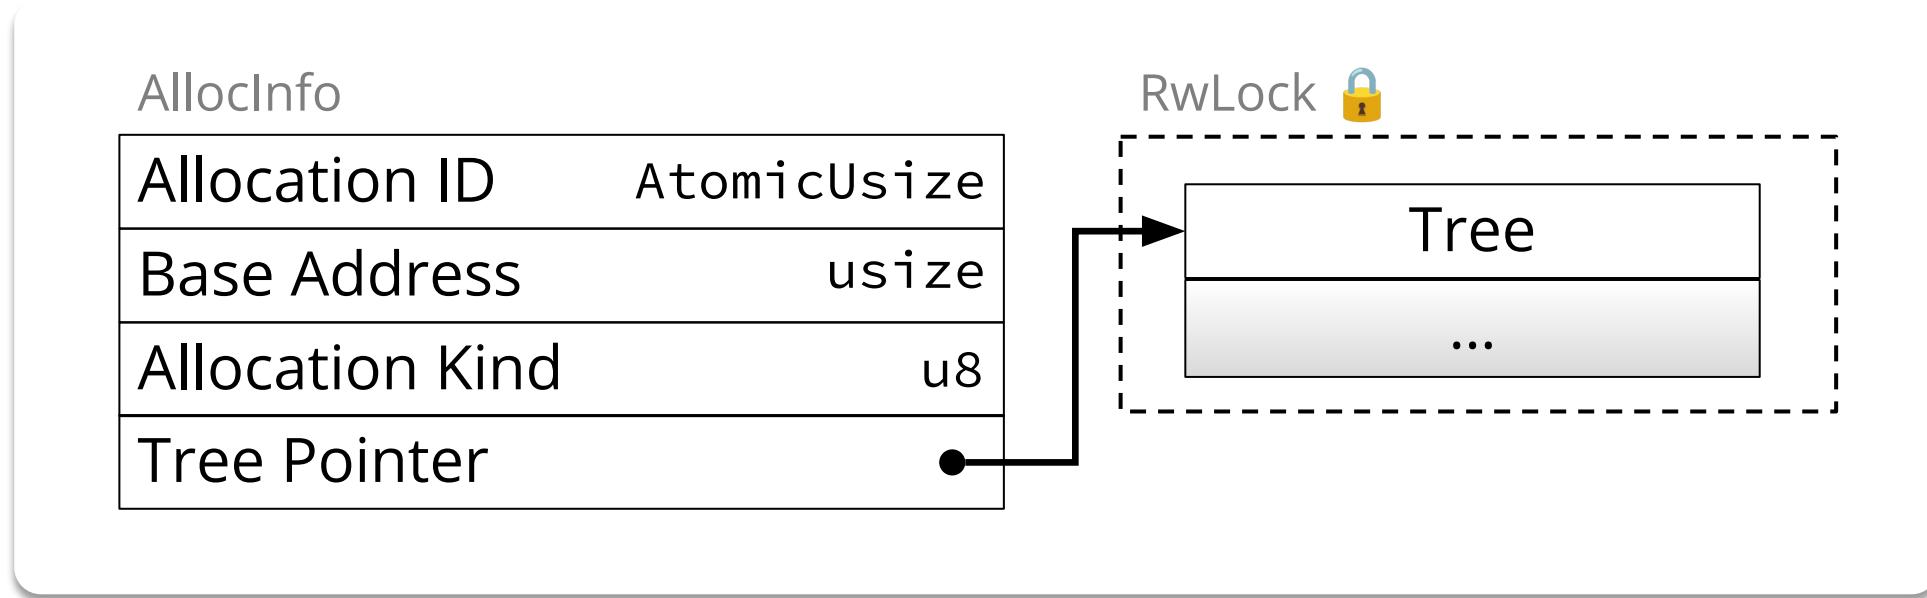 AllocInfo
RwLock 🔒
Allocation ID AtomicUsize
Base Address usize
Allocation Kind u8
Tree Pointer
Tree
...